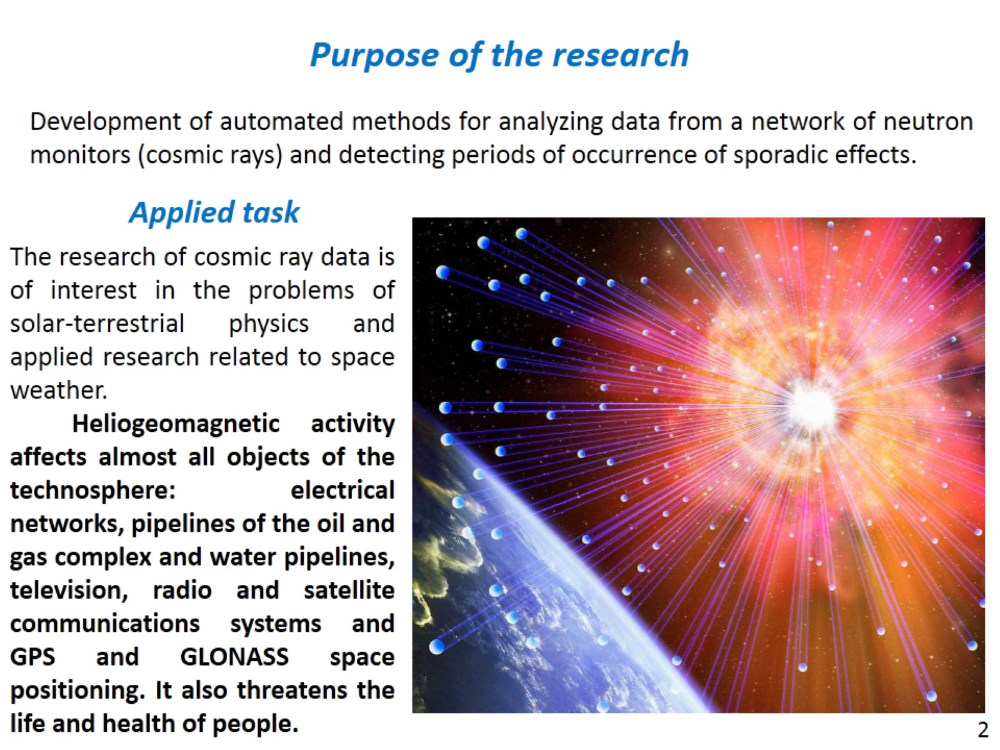 Purpose of the research
Development of automated methods for analyzing data from a network of neutron
monitors (cosmic rays) and detecting periods of occurrence of sporadic effects.
Applied task
The research of cosmic ray data is
of interest in the problems of
solar-terrestrial physics and
applied research related to space
weather.
Heliogeomagnetic activity
affects almost all objects of the
technosphere: electrical
networks, pipelines of the oil and
gas complex and water pipelines,
television, radio and satellite
communications systems and
GPS and GLONASS space
positioning. It also threatens the
life and health of people.
2